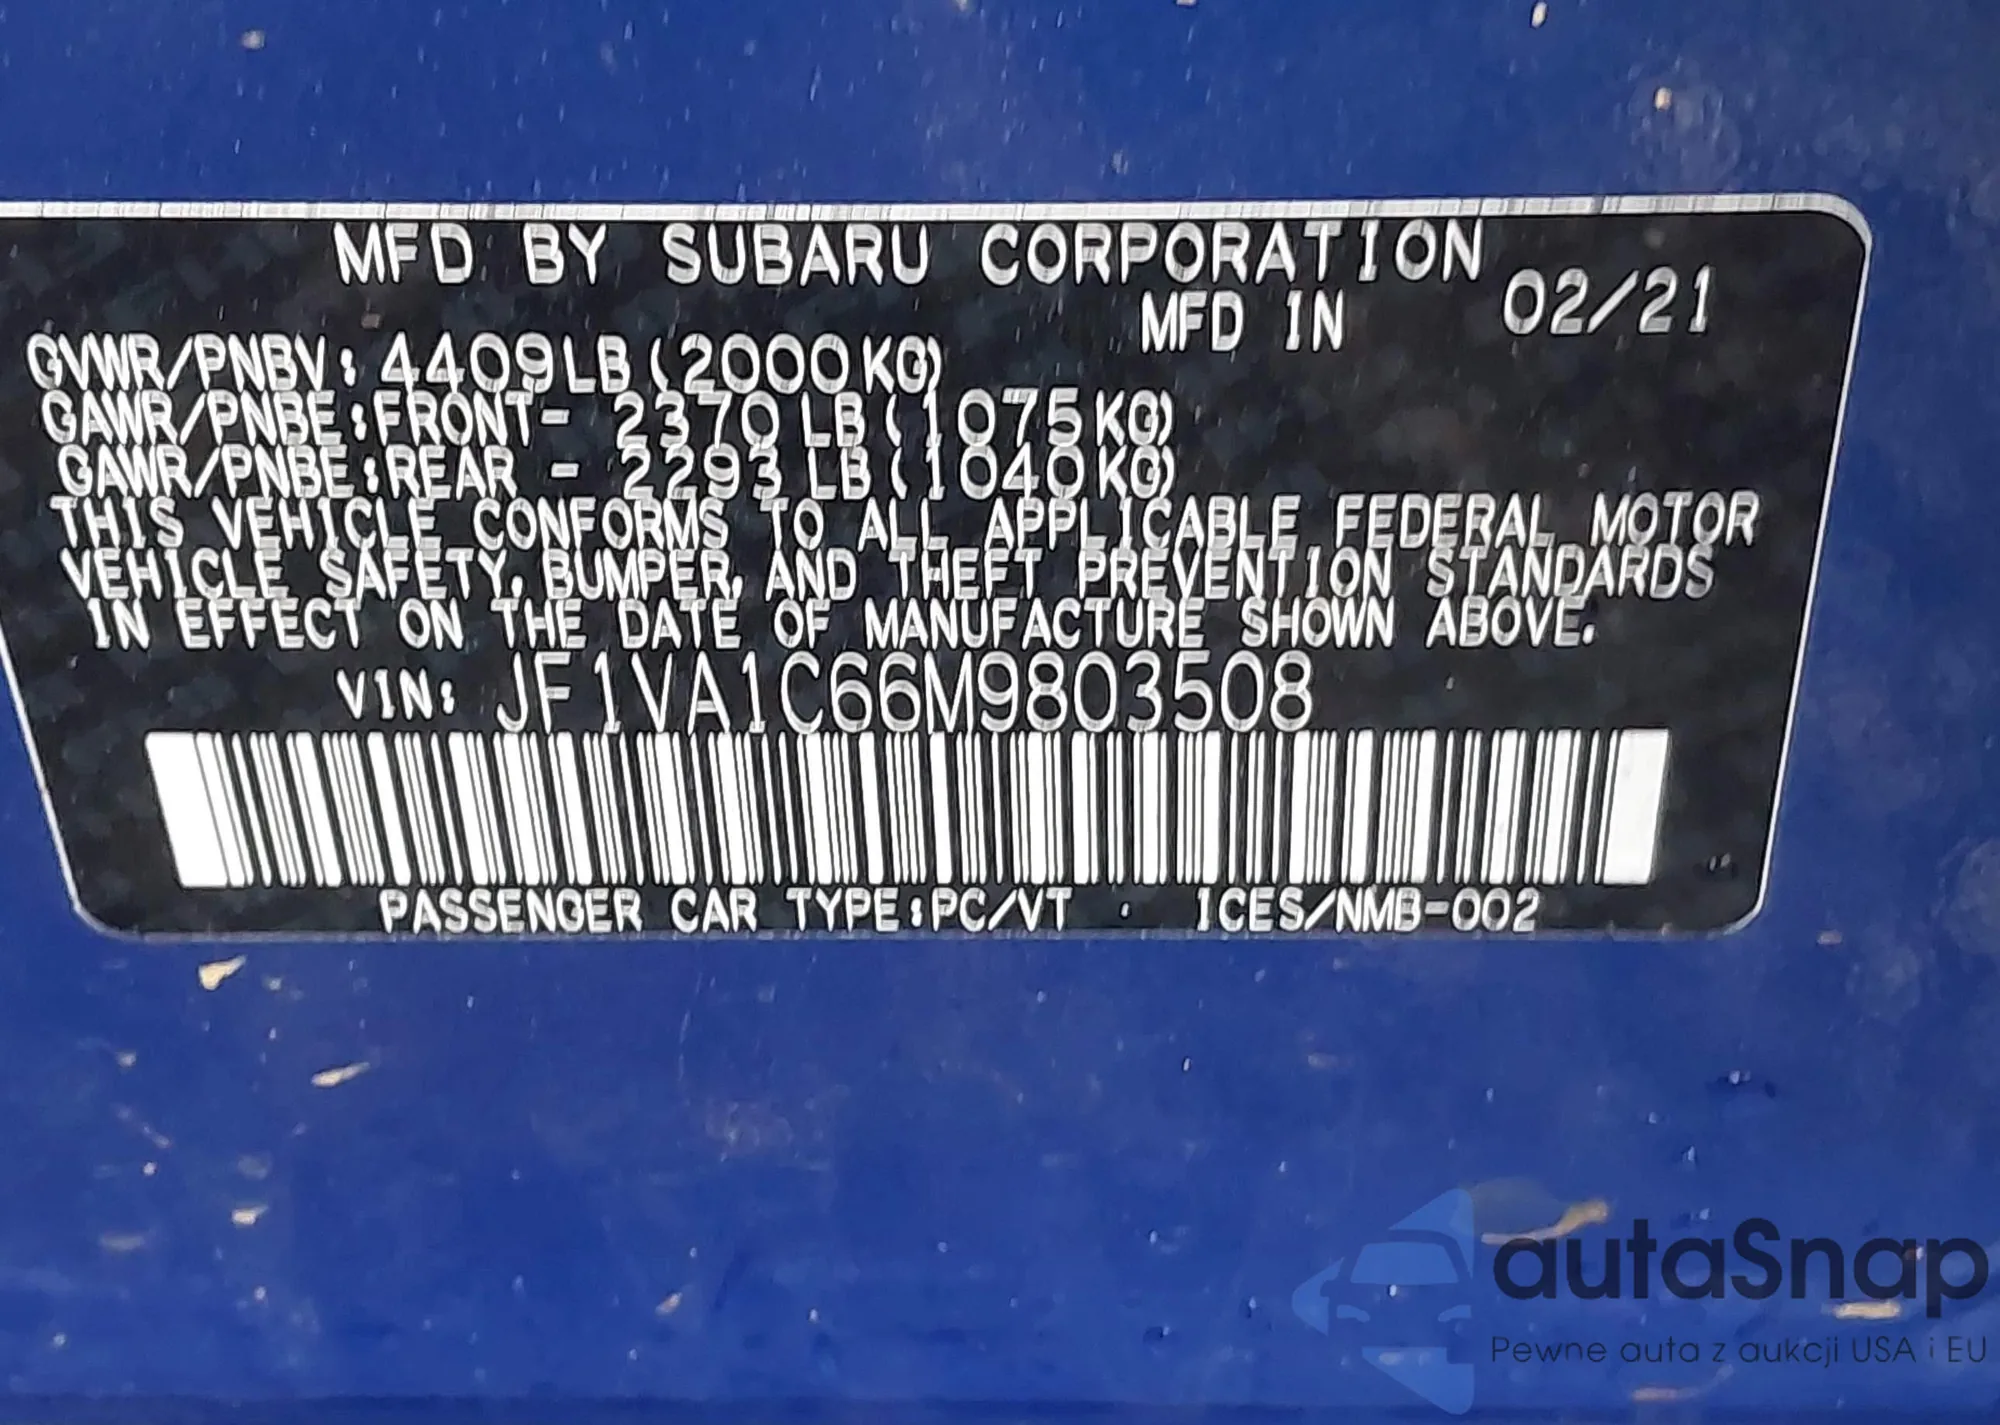 MFD BY SUBARU CORPORATION
MFD IN 02/21
GVWR/PNBV: 4409LB(2000KG)
GAWR/PNBE:FRONT- 2370LB(1075KG)
GAWR/PNBE:REAR - 2293LB(1040KG)
THIS VEHICLE CONFORMS TO ALL APPLICABLE FEDERAL MOTOR
VEHICLE SAFETY, BUMPER, AND THEFT PREVENTION STANDARDS
IN EFFECT ON THE DATE OF MANUFACTURE SHOWN ABOVE.
VIN: JF1VA1C66M9803508
PASSENGER CAR TYPE:PC/VT · ICES/NMB-002
autaSnap
Pewne auta z aukcji USA i EU